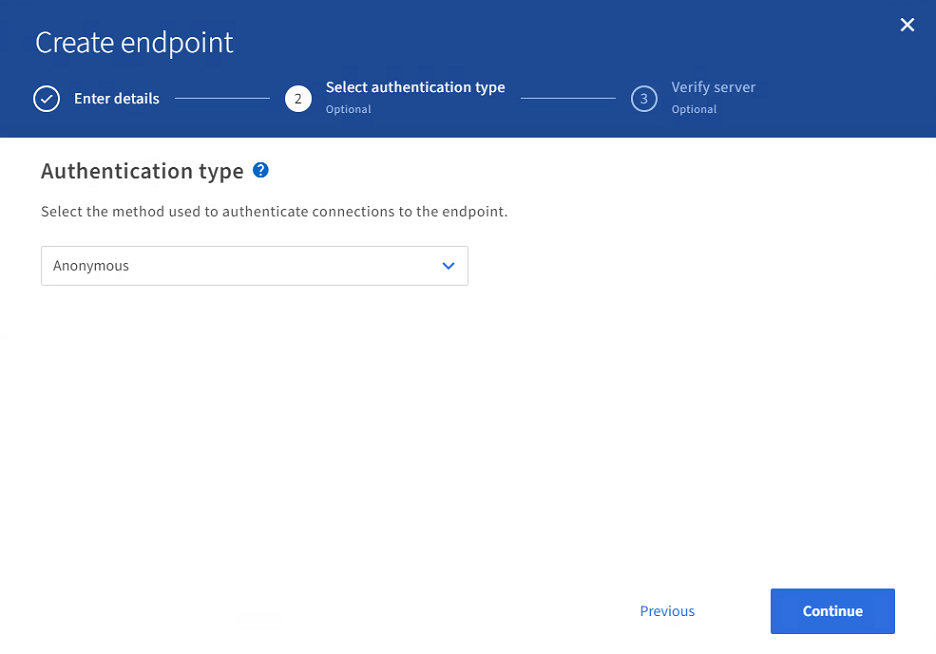 Create endpoint
Enter details
2
Select authentication type
Optional
3
Verify server
Optional
Authentication type ?
Select the method used to authenticate connections to the endpoint.
Anonymous
Previous
Continue